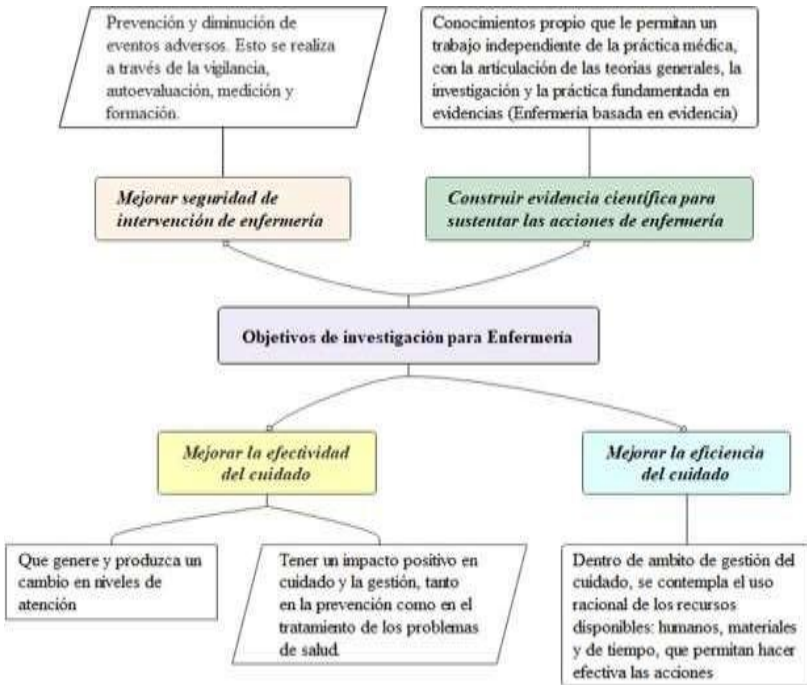 Prevención y diminución de
eventos adversos. Esto se realiza
a través de la vigilancia,
autoevaluación, medición y
formación.
Conocimientos propio que le permitan un
trabajo independiente de la práctica médica,
con la articulación de las teorias generales, la
investigación y la práctica fundamentada en
evidencias (Enfermeria basada en evidencia)
Mejorar seguridad de
intervención de enfermería
Construir evidencia científica para
sustentar las acciones de enfermería
Objetivos de investigación para Enfermería
Mejorar la efectividad
del cuidado
Mejorar la eficiencia
del cuidado
Que genere y produzca un
cambio en niveles de
atención
Tener un impacto positivo en
cuidado y la gestión, tanto
en la prevención como en el
tratamiento de los problemas
de salud.
Dentro de ambito de gestión del
cuidado, se contempla el uso
racional de los recursos
disponibles: humanos, materiales
y de tiempo, que permitan hacer
efectiva las acciones